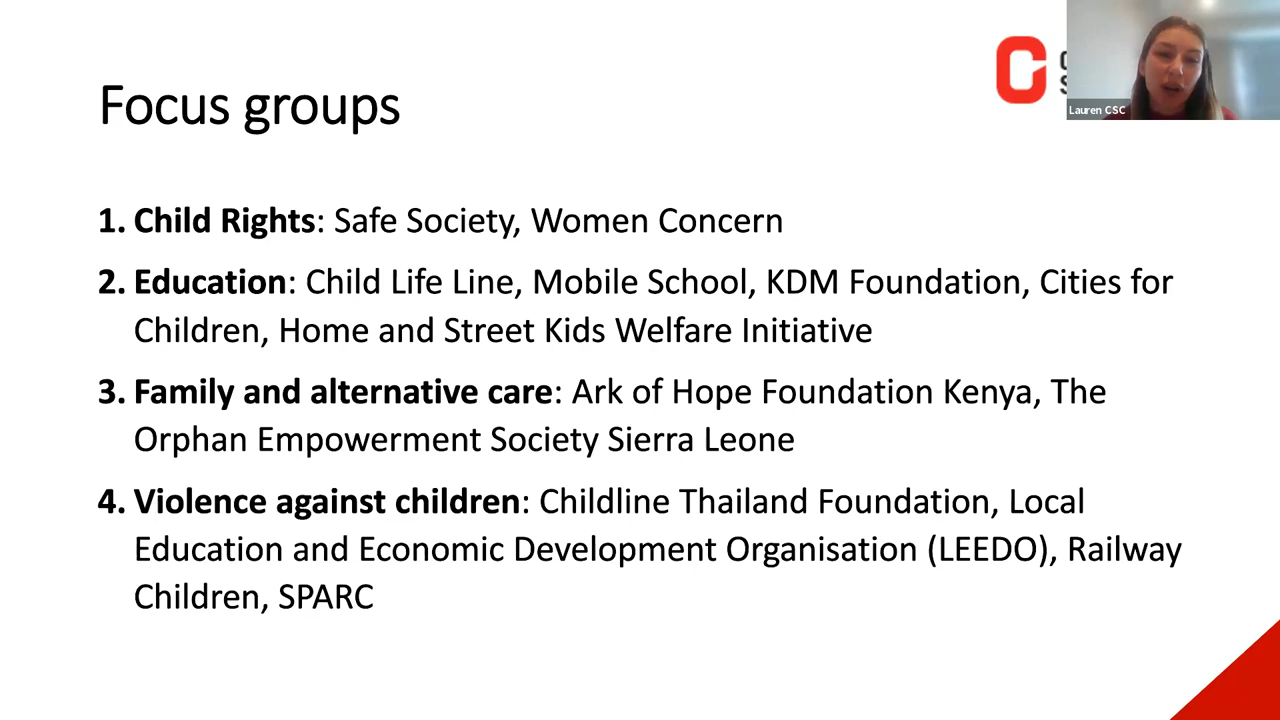 Focus groups
Lauren CSC
1. Child Rights: Safe Society, Women Concern
2. Education: Child Life Line, Mobile School, KDM Foundation, Cities for
Children, Home and Street Kids Welfare Initiative
3. Family and alternative care: Ark of Hope Foundation Kenya, The
Orphan Empowerment Society Sierra Leone
4. Violence against children: Childline Thailand Foundation, Local
Education and Economic Development Organisation (LEEDO), Railway
Children, SPARC